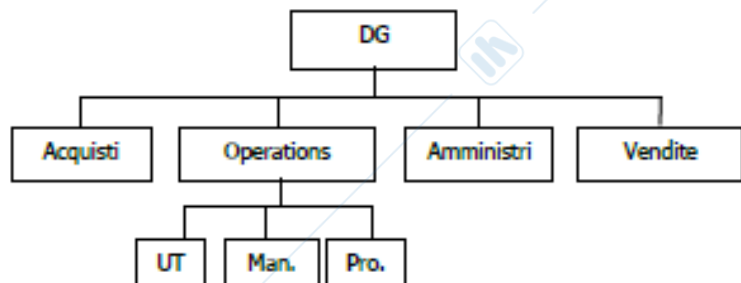 DG
Acquisti
Operations
Amministri
Vendite
UT
Man.
Pro.